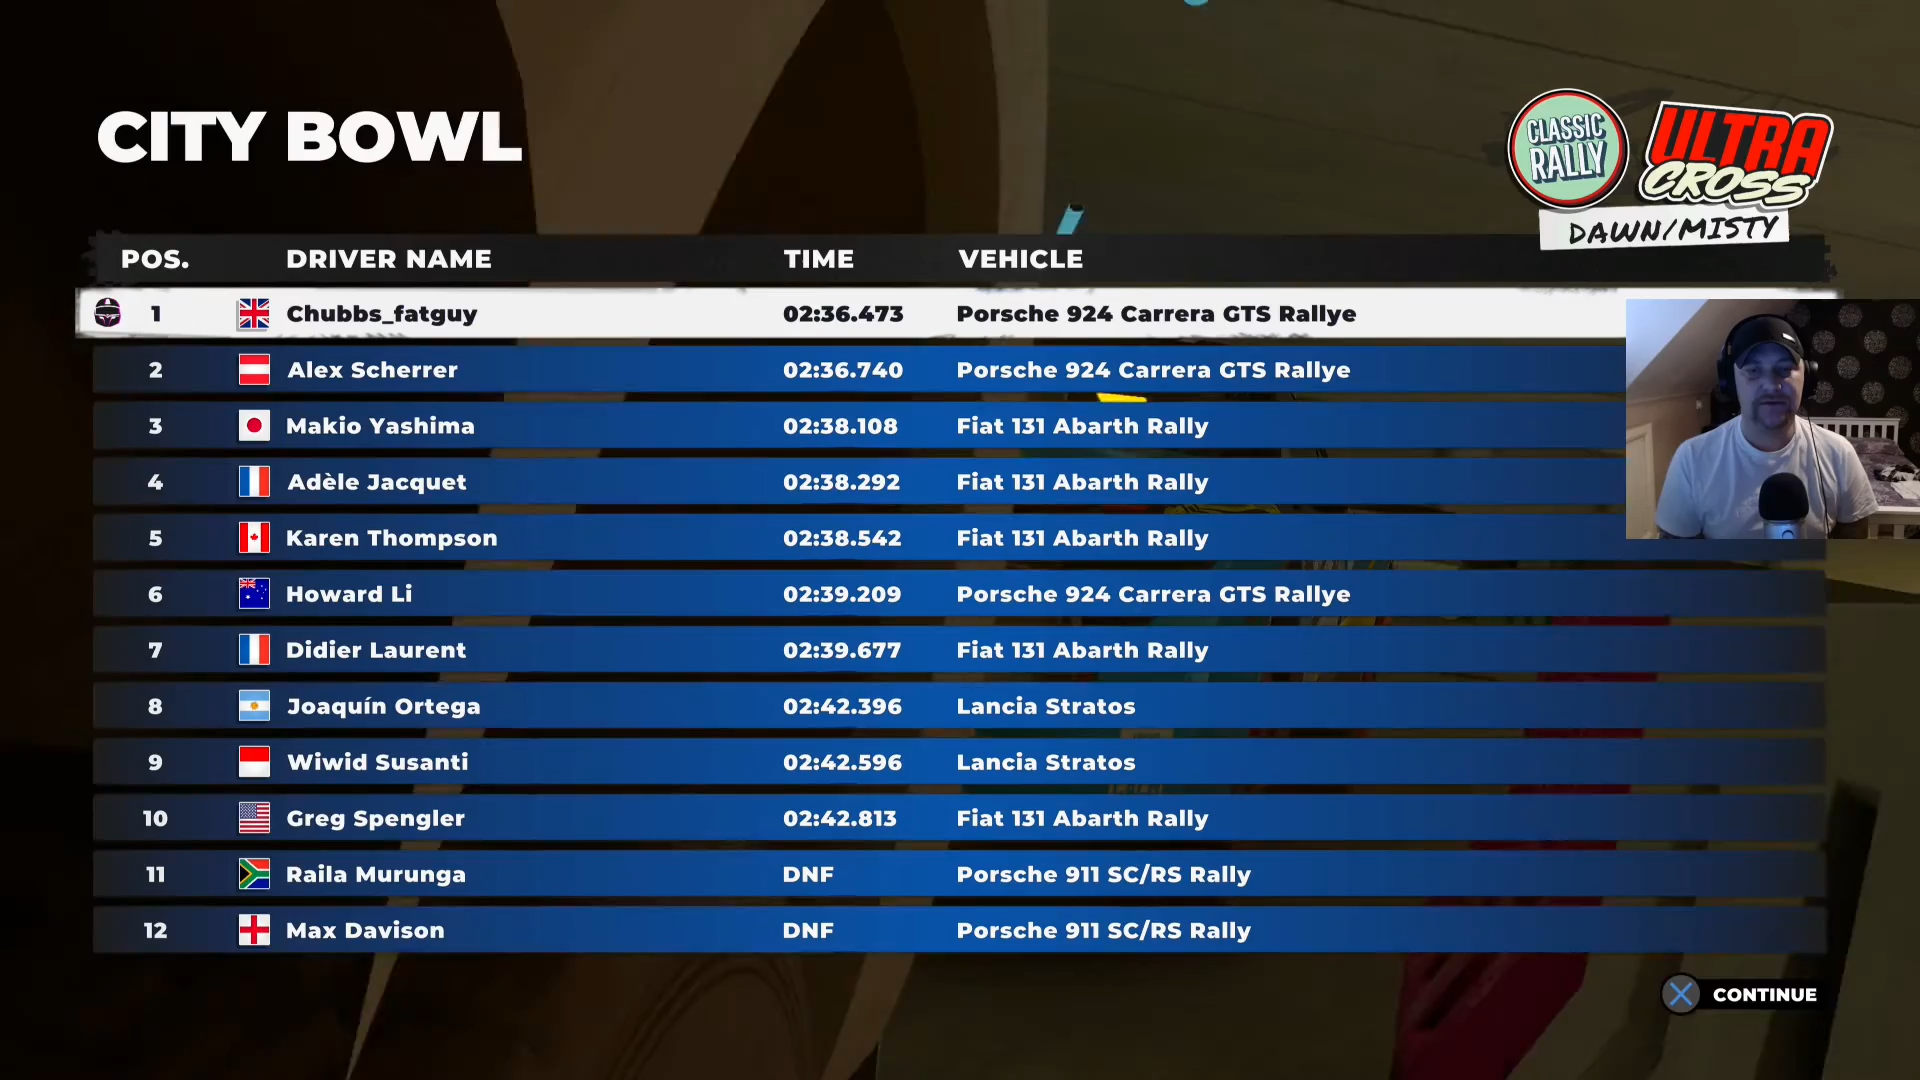 CITY BOWL
CLASSIC RALLY
ULTRA CROSS
DAWN/MISTY
POS. DRIVER NAME TIME VEHICLE
1 Chubbs_fatguy 02:36.473 Porsche 924 Carrera GTS Rallye
2 Alex Scherrer 02:36.740 Porsche 924 Carrera GTS Rallye
3 Makio Yashima 02:38.108 Fiat 131 Abarth Rally
4 Adèle Jacquet 02:38.292 Fiat 131 Abarth Rally
5 Karen Thompson 02:38.542 Fiat 131 Abarth Rally
6 Howard Li 02:39.209 Porsche 924 Carrera GTS Rallye
7 Didier Laurent 02:39.677 Fiat 131 Abarth Rally
8 Joaquín Ortega 02:42.396 Lancia Stratos
9 Wiwid Susanti 02:42.596 Lancia Stratos
10 Greg Spengler 02:42.813 Fiat 131 Abarth Rally
11 Raila Murunga DNF Porsche 911 SC/RS Rally
12 Max Davison DNF Porsche 911 SC/RS Rally
CONTINUE